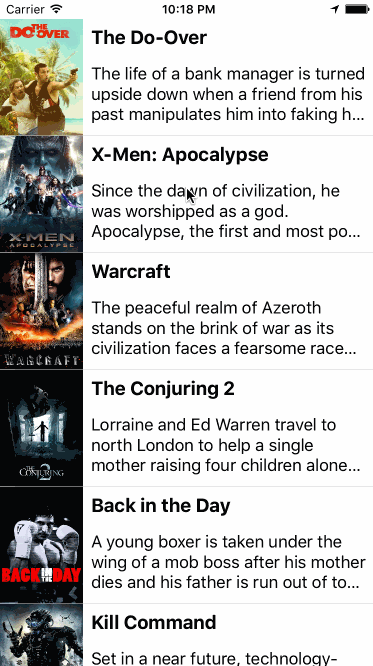 Carrier 10:18 PM
DO THE OVER
The Do-Over
The life of a bank manager is turned
upside down when a friend from his
past manipulates him into faking h...
X-MEN
APOCALYPSE
X-Men: Apocalypse
Since the dawn of civilization, he
was worshipped as a god.
Apocalypse, the first and most po...
WARCRAFT
Warcraft
The peaceful realm of Azeroth
stands on the brink of war as its
civilization faces a fearsome race...
THE
CONJURING 2
The Conjuring 2
Lorraine and Ed Warren travel to
north London to help a single
mother raising four children alone...
BACK IN THE DAY
Back in the Day
A young boxer is taken under the
wing of a mob boss after his mother
dies and his father is run out of to...
Kill Command
Set in a near future, technology-